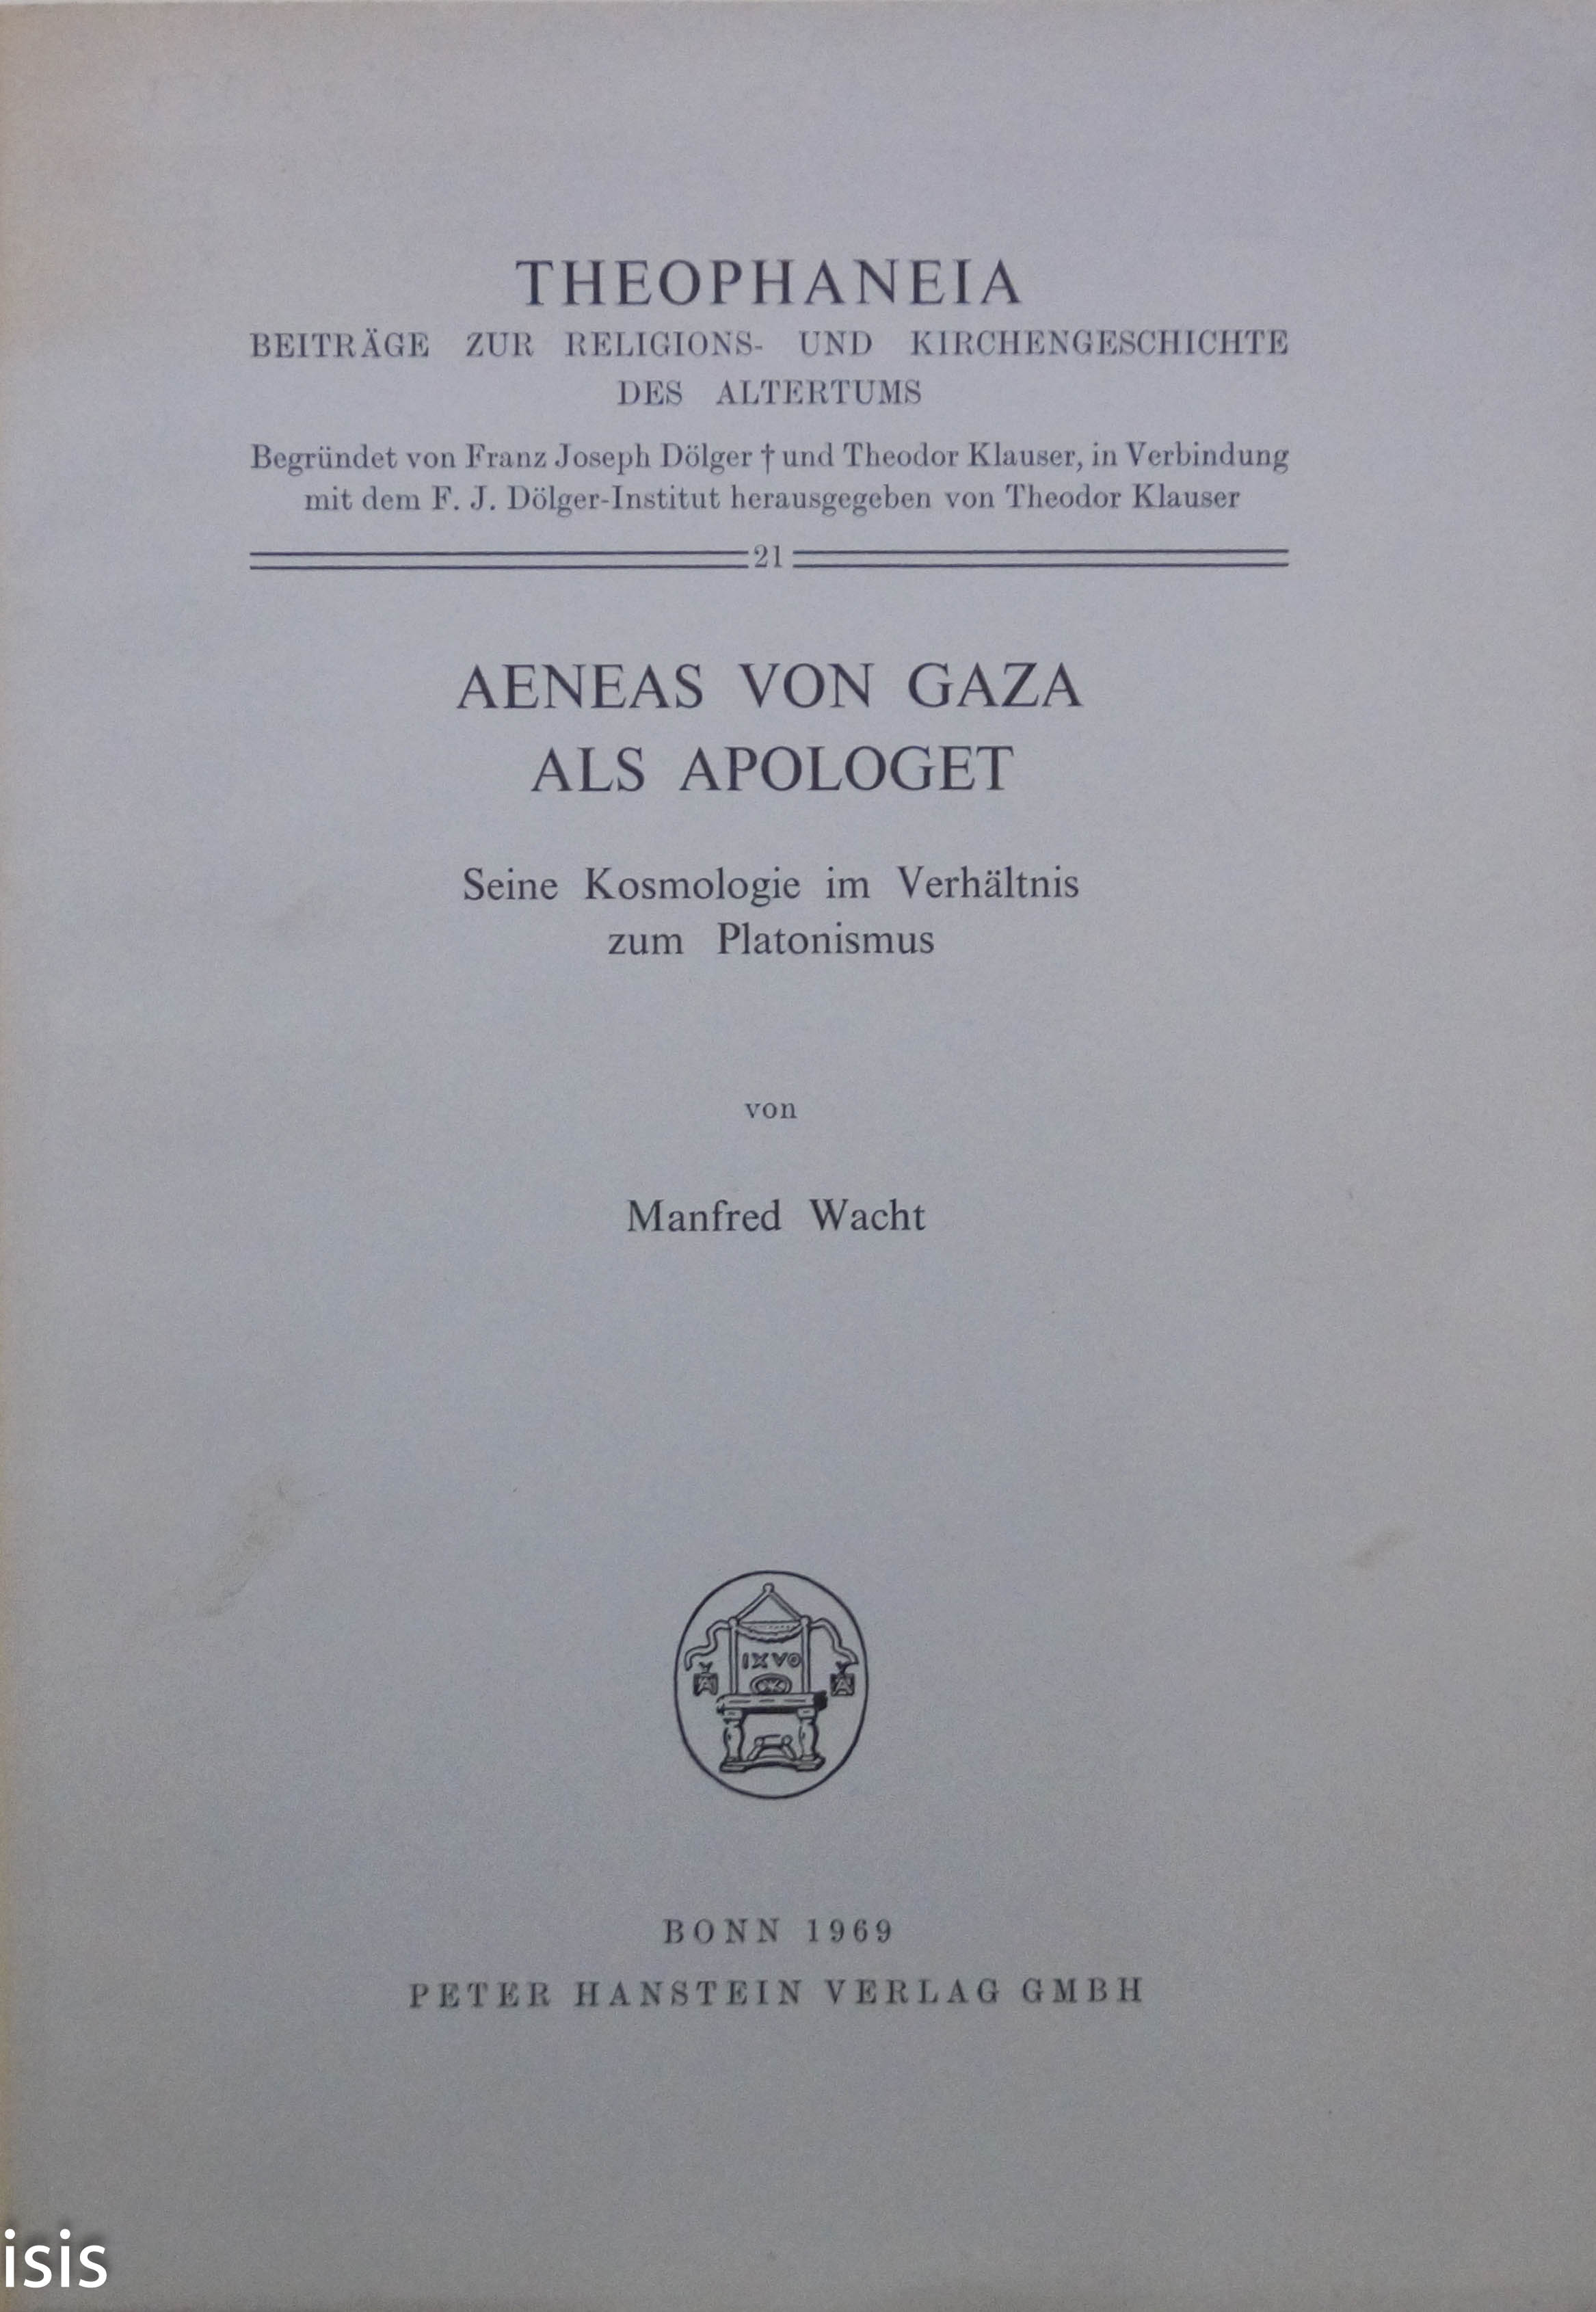 THEOPHANEIA
BEITRÄGE ZUR RELIGIONS- UND KIRCHENGESCHICHTE
DES ALTERTUMS
Begründet von Franz Joseph Dölger † und Theodor Klauser, in Verbindung
mit dem F. J. Dölger-Institut herausgegeben von Theodor Klauser
21
AENEAS VON GAZA
ALS APOLOGET
Seine Kosmologie im Verhältnis
zum Platonismus
von
Manfred Wacht
IXVO
BONN 1969
PETER HANSTEIN VERLAG GMBH
isis